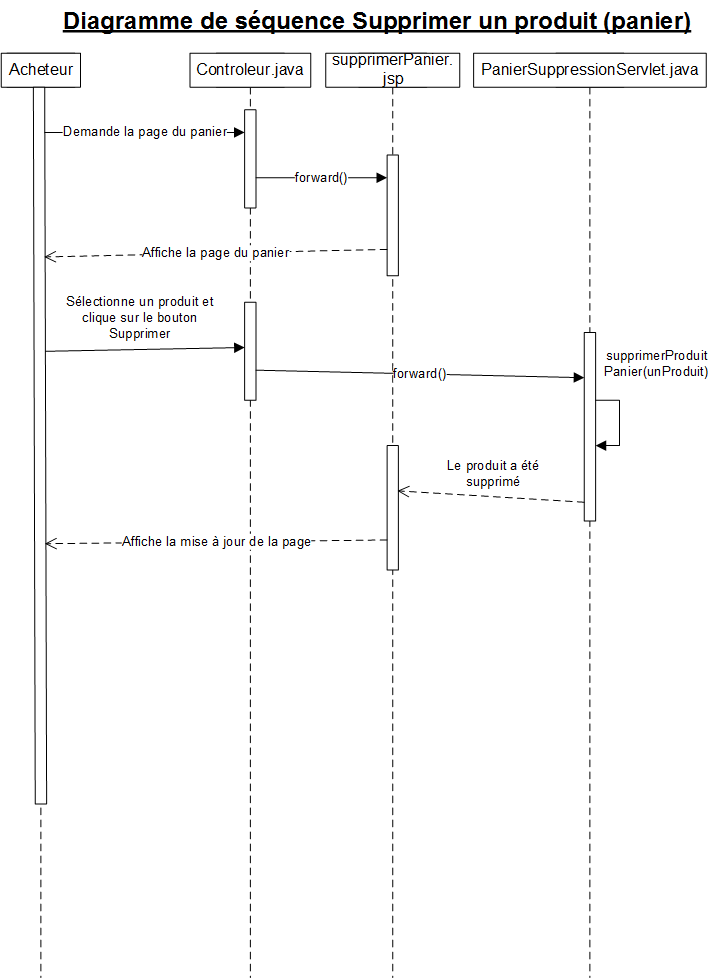 Diagramme de séquence Supprimer un produit (panier)
Acheteur
Controleur.java
supprimerPanier.
jsp
PanierSuppressionServlet.java
Demande la page du panier
forward()
Affiche la page du panier
Sélectionne un produit et
clique sur le bouton
Supprimer
supprimerProduit
Panier(unProduit)
forward()
Le produit a été
supprimé
Affiche la mise à jour de la page